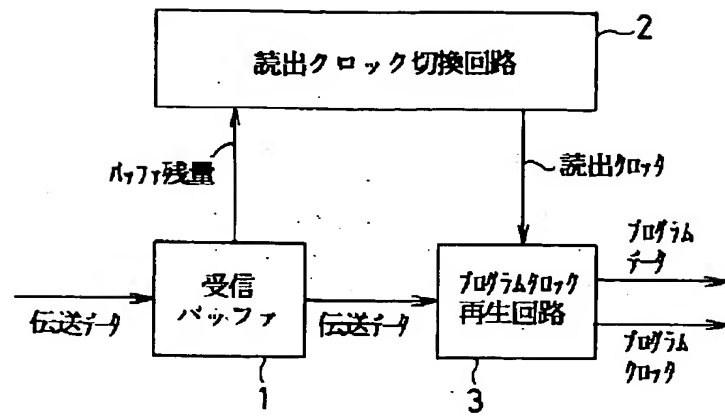 2
読出クロック切換回路
バッファ残量
読出クロック
プログラム
データ
受信
バッファ
プログラムクロック
再生回路
伝送データ
伝送データ
プログラム
クロック
1
3